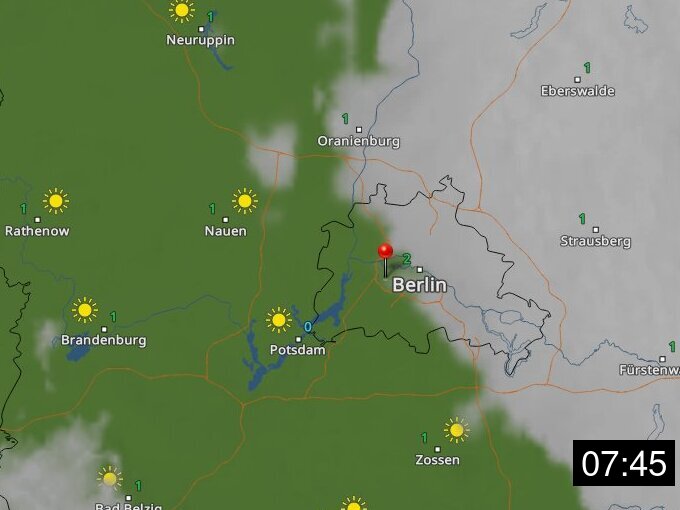 1
Neuruppin
1
Eberswalde
1
Oranienburg
1
Rathenow
1
Nauen
1
Strausberg
2
Berlin
1
Brandenburg
0
Potsdam
1
Fürstenwa
1
Zossen
07:45
1
Bad Belzig